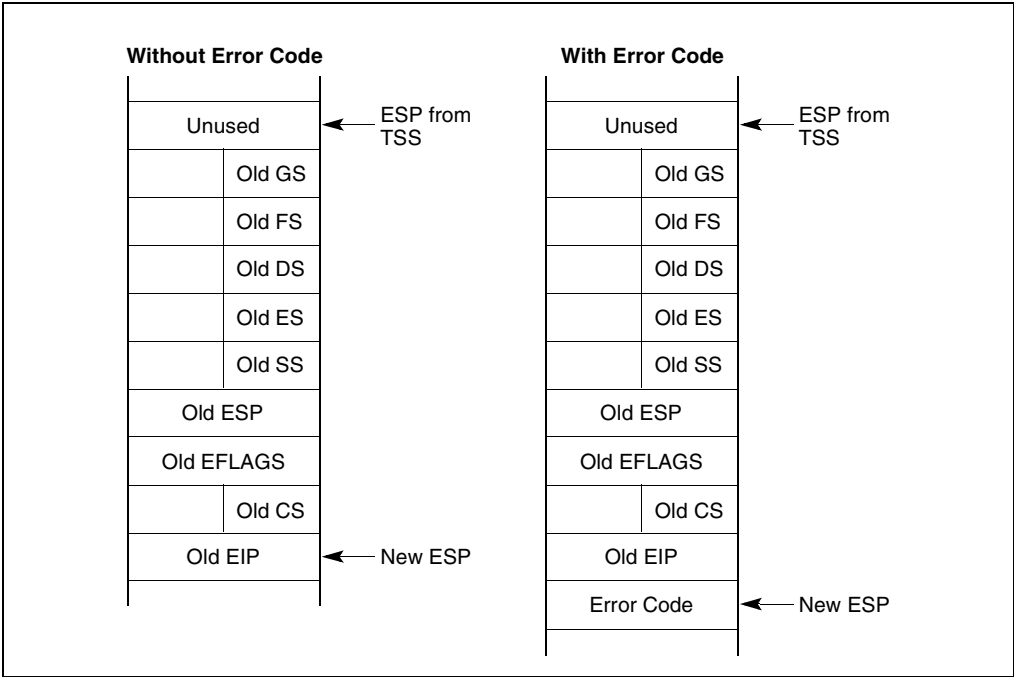 Without Error Code
Unused
ESP from
TSS
Old GS
Old FS
Old DS
Old ES
Old SS
Old ESP
Old EFLAGS
Old CS
Old EIP
New ESP
With Error Code
Unused
ESP from
TSS
Old GS
Old FS
Old DS
Old ES
Old SS
Old ESP
Old EFLAGS
Old CS
Old EIP
Error Code
New ESP